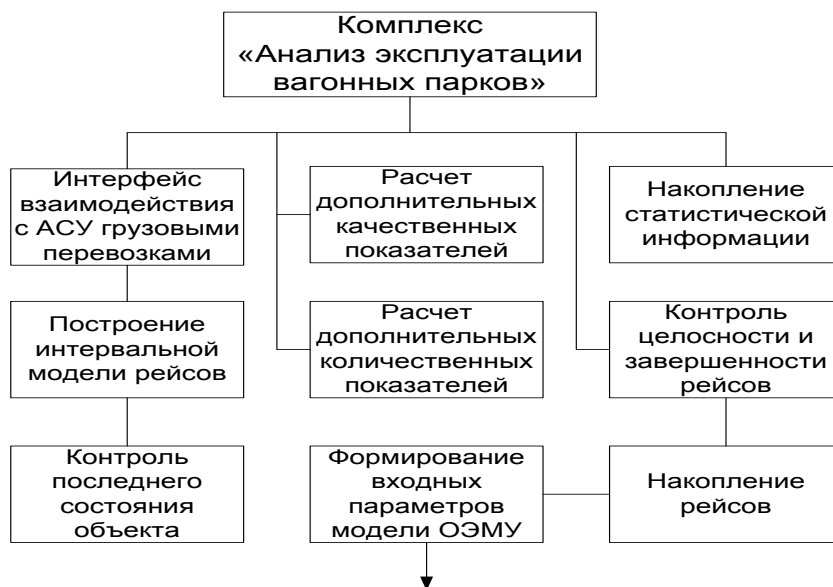 Комплекс
«Анализ эксплуатации
вагонных парков»
Интерфейс
взаимодействия
с АСУ грузовыми
перевозками
Расчет
дополнительных
качественных
показателей
Накопление
статистической
информации
Построение
интервальной
модели рейсов
Расчет
дополнительных
количественных
показателей
Контроль
целосности и
завершенности
рейсов
Контроль
последнего
состояния
объекта
Формирование
входных
параметров
модели ОЭМУ
Накопление
рейсов